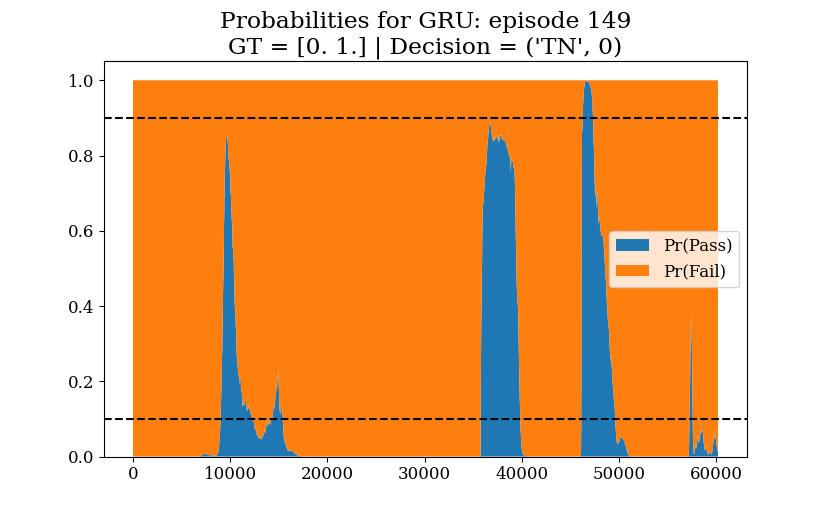 Probabilities for GRU: episode 149
GT = [0. 1.] | Decision = ('TN', 0)
1.0
0.8
0.6
0.4
0.2
0.0
Pr(Pass)
Pr(Fail)
0 10000 20000 30000 40000 50000 60000